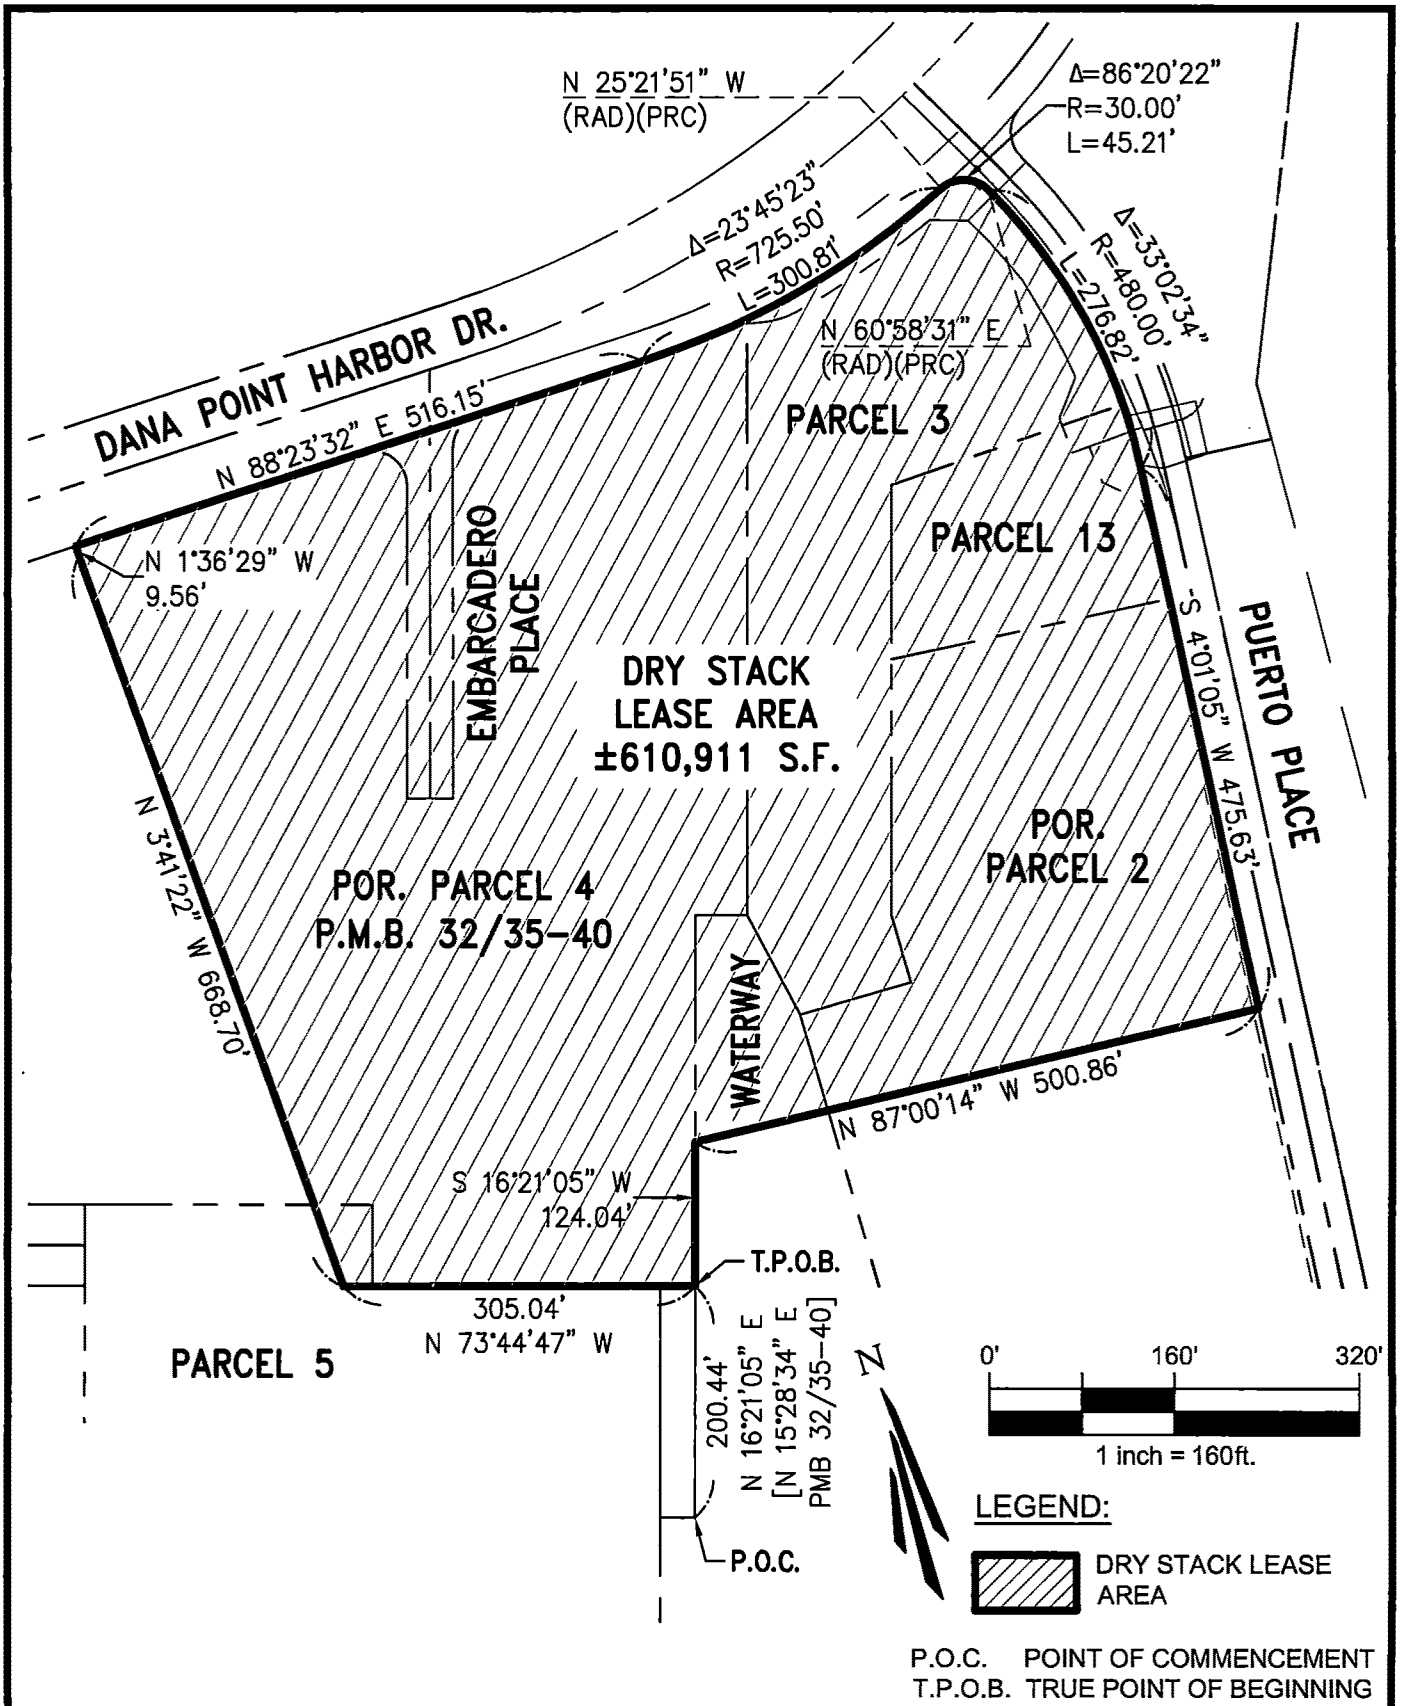 N 25°21'51" W
(RAD)(PRC)
Δ=86°20'22"
R=30.00'
L=45.21'
Δ=23°45'23"
R=725.50'
L=300.81'
Δ=33°02'34"
R=480.00'
L=276.82'
DANA POINT HARBOR DR.
N 88°23'32" E 516.15'
N 60°58'31" E
(RAD)(PRC)
PARCEL 3
N 1°36'29" W
9.56'
EMBARCADERO
PLACE
PARCEL 13
DRY STACK
LEASE AREA
±610,911 S.F.
S 4°01'05" W 475.63'
PUERTO PLACE
N 3°41'22" W 668.70'
POR. PARCEL 4
P.M.B. 32/35-40
POR.
PARCEL 2
WATERWAY
N 87°00'14" W 500.86'
S 16°21'05" W
124.04'
T.P.O.B.
305.04'
N 73°44'47" W
PARCEL 5
200.44'
N 16°21'05" E
[N 15°28'34" E
PMB 32/35-40]
P.O.C.
N
0' 160' 320'
1 inch = 160ft.
LEGEND:
DRY STACK LEASE
AREA
P.O.C. POINT OF COMMENCEMENT
T.P.O.B. TRUE POINT OF BEGINNING